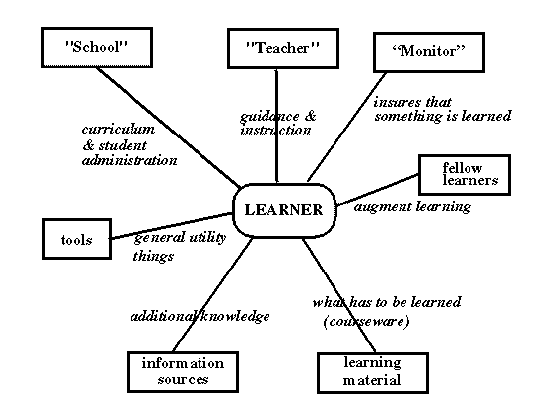 "School"
"Teacher"
“Monitor”
curriculum
& student
administration
guidance &
instruction
insures that
something is learned
fellow
learners
augment learning
LEARNER
tools
general utility
things
additional knowledge
what has to be learned
(courseware)
information
sources
learning
material